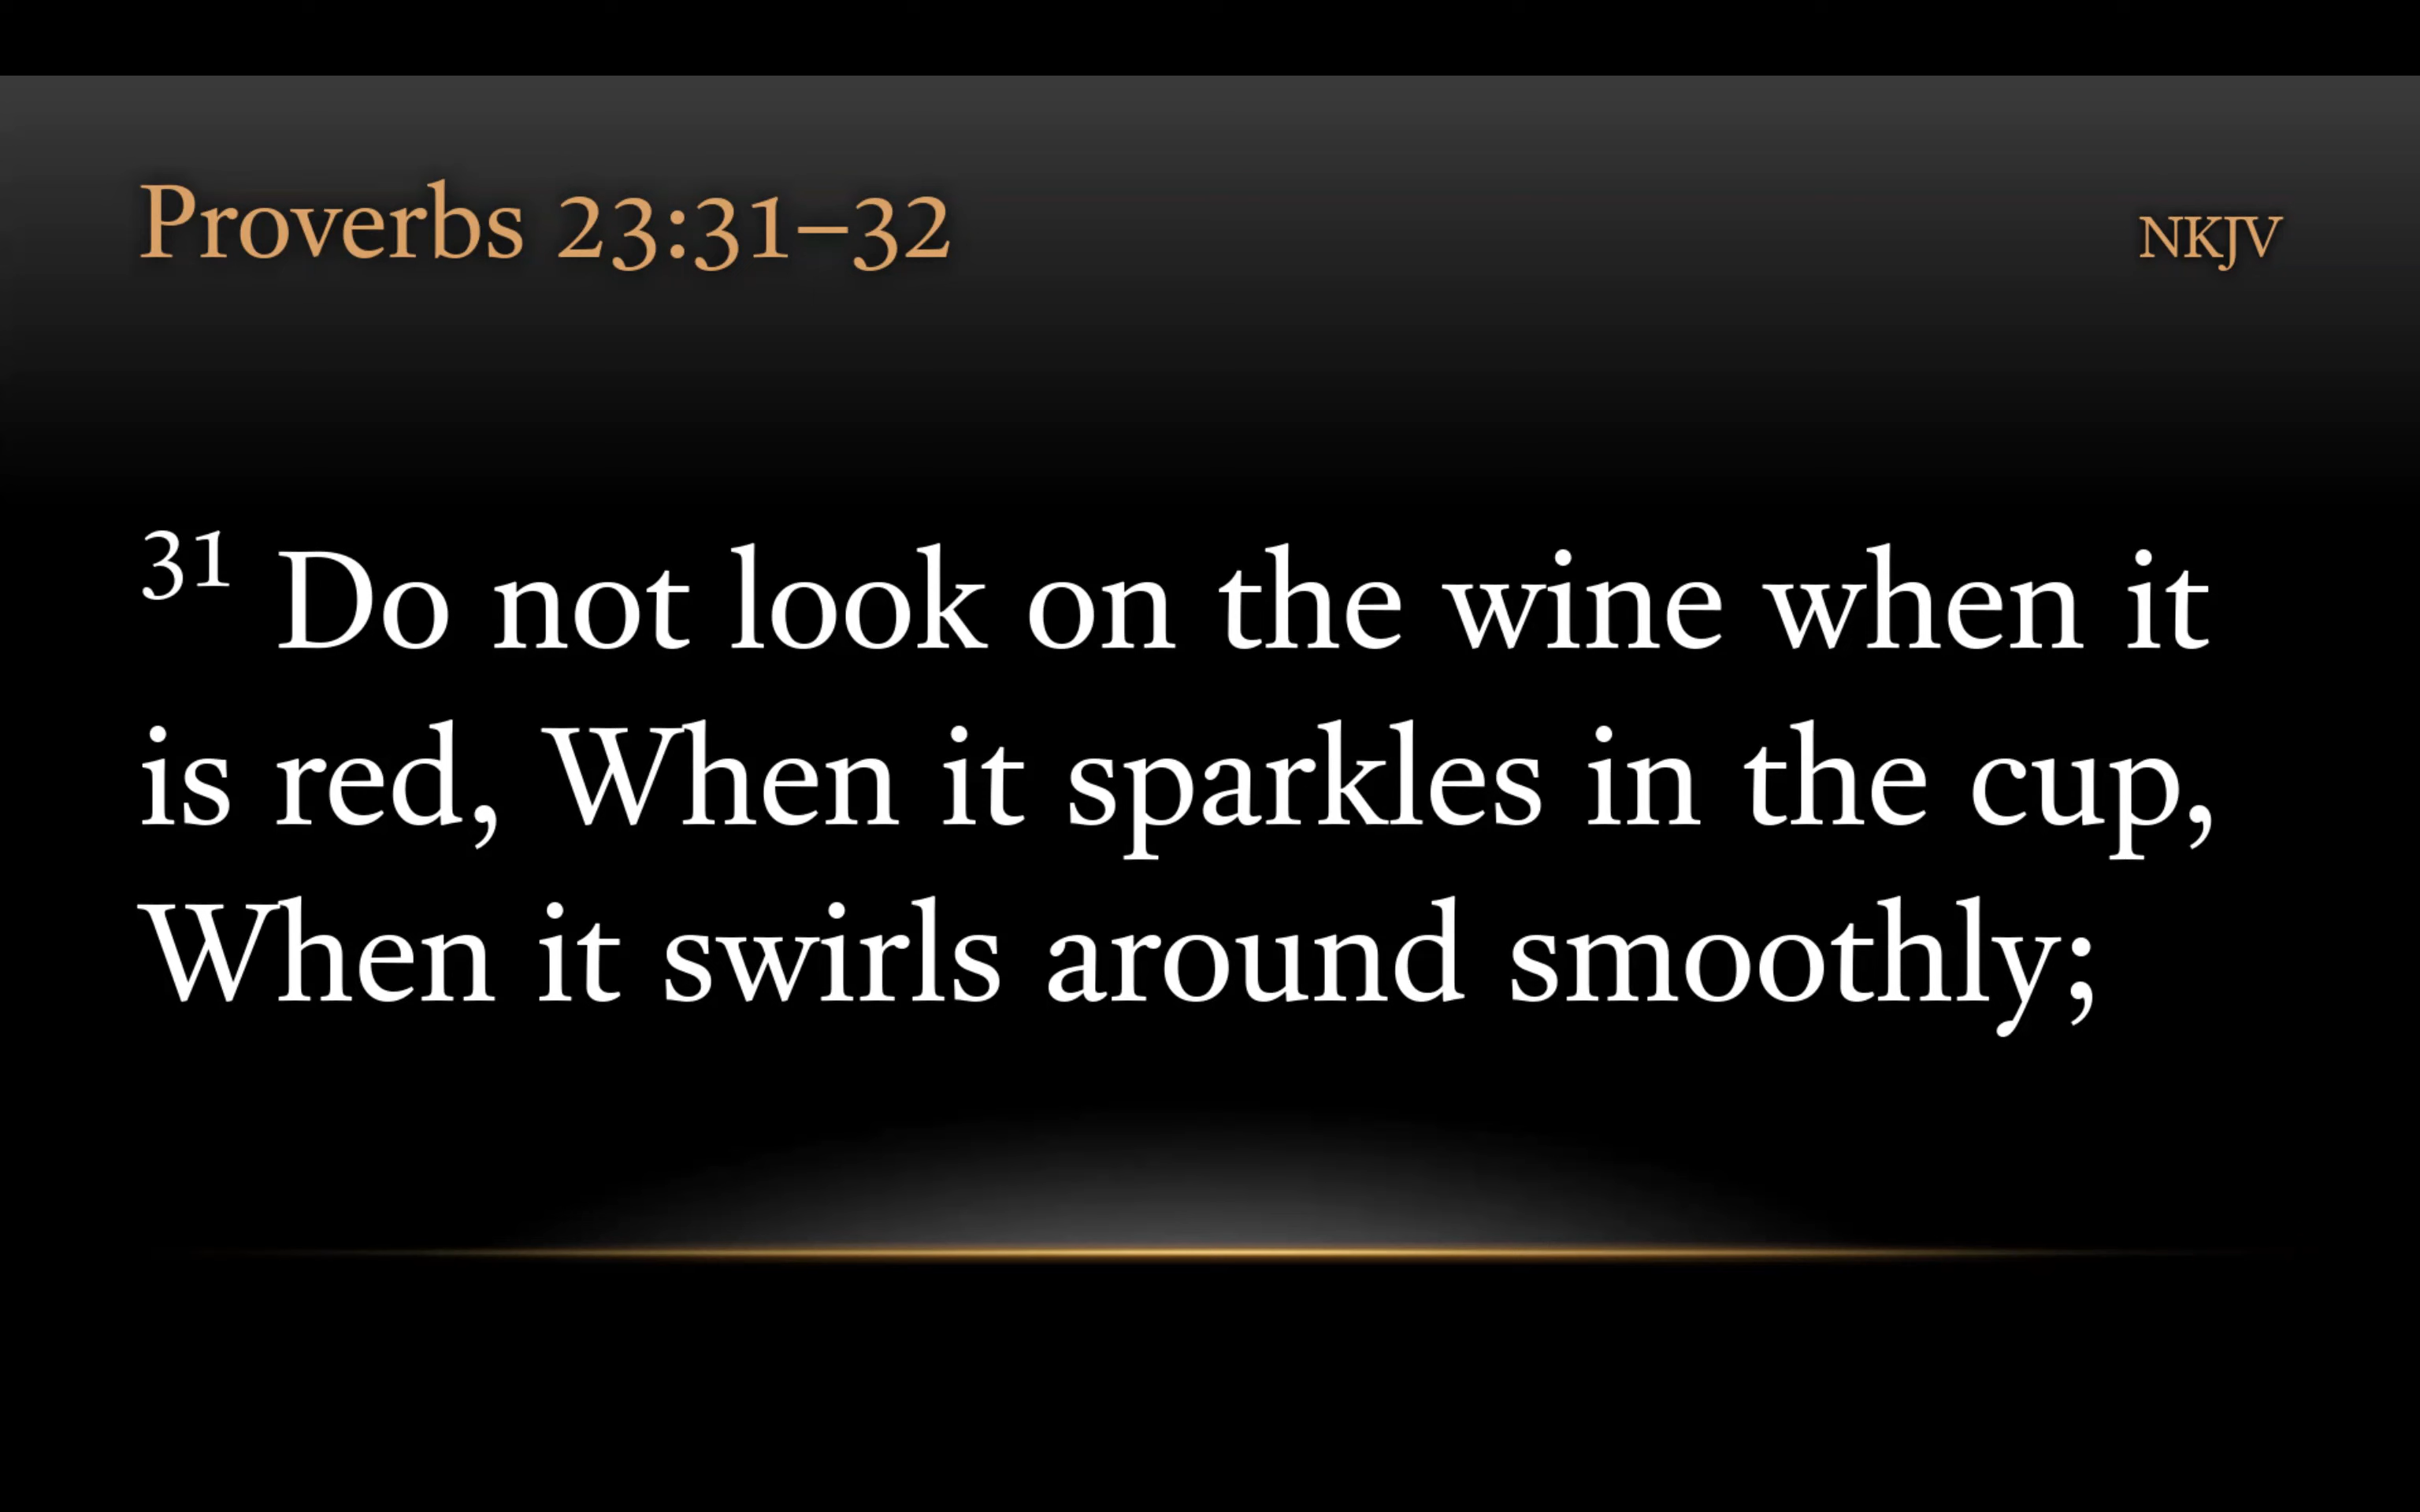 Proverbs 23:31–32
NKJV
31 Do not look on the wine when it
is red, When it sparkles in the cup,
When it swirls around smoothly;